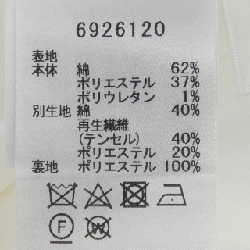 6926120
表地
本体 綿 62%
ポリエステル 37%
ポリウレタン 1%
別生地 綿 40%
再生繊維
(テンセル) 40%
ポリエステル 20%
裏地 ポリエステル 100%
F W